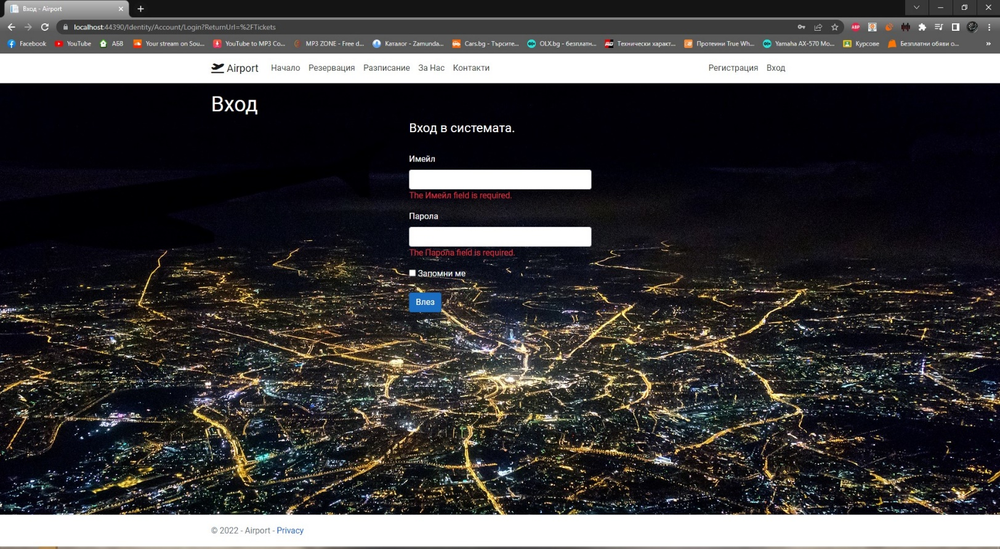 Вход - Airport
localhost:44390/Identity/Account/Login?ReturnUrl=%2FTickets
ABP
Facebook YouTube АБВ Your stream on Sou... YouTube to MP3 Co... MP3 ZONE - Free d... Каталог - Zamunda... Cars.bg - Търсите... OLX.bg - безплатн... Технически характ... Протеини True Wh... Yamaha AX-570 Mo... Курсове Безплатни обяви о... »
Airport Начало Резервация Разписание За Нас Контакти Регистрация Вход
Вход
Вход в системата.
Имейл
The Имейл field is required.
Парола
The Парола field is required.
Запомни ме
Влез
© 2022 - Airport - Privacy